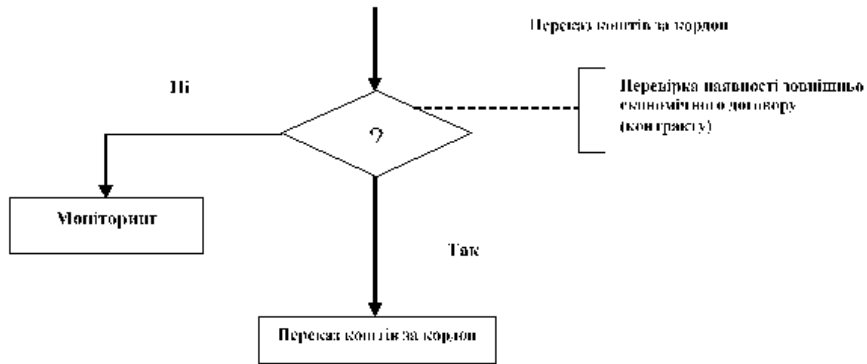 Переказ коштів за кордон
Ні
Перевірка наявності зовнішньо
економічного договору
(контракту)
?
Моніторинг
Так
Переказ коштів за кордон